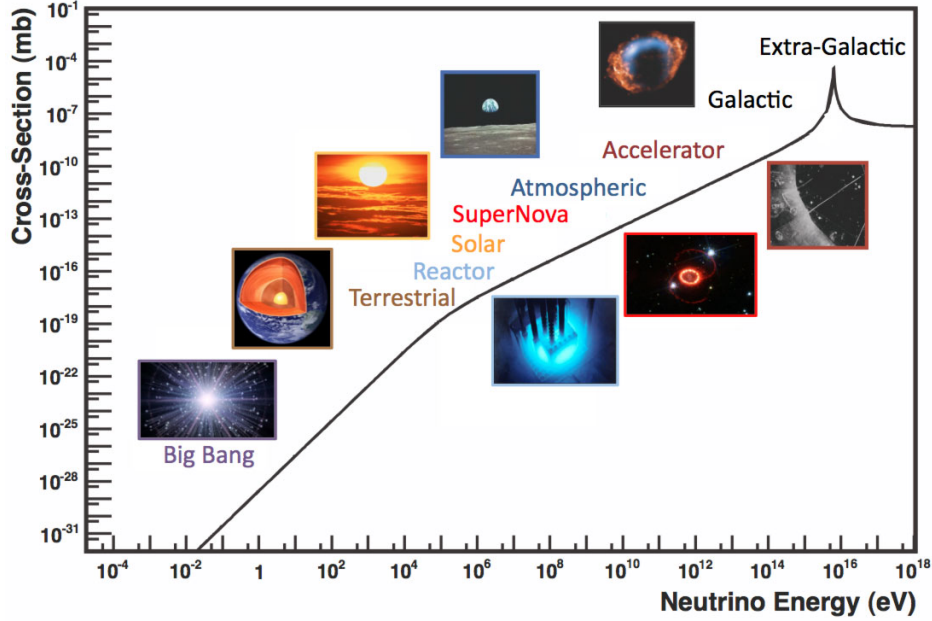 Cross-Section (mb)
10⁻¹
10⁻⁴
10⁻⁷
10⁻¹⁰
10⁻¹³
10⁻¹⁶
10⁻¹⁹
10⁻²²
10⁻²⁵
10⁻²⁸
10⁻³¹
Extra-Galactic
Galactic
Accelerator
Atmospheric
SuperNova
Solar
Reactor
Terrestrial
Big Bang
10⁻⁴ 10⁻² 1 10² 10⁴ 10⁶ 10⁸ 10¹⁰ 10¹² 10¹⁴ 10¹⁶ 10¹⁸
Neutrino Energy (eV)